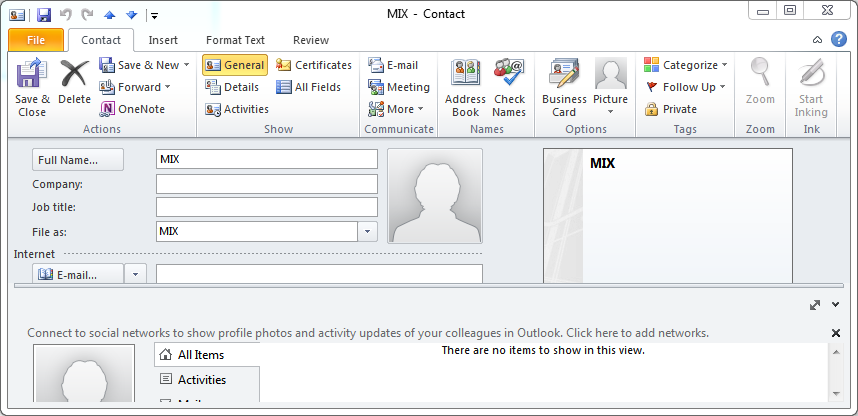 MIX - Contact
File Contact Insert Format Text Review
Save & Close
Delete
Save & New
Forward
OneNote
Actions
General
Details
Activities
Certificates
All Fields
Show
E-mail
Meeting
More
Communicate
Address Book
Check Names
Names
Business Card
Picture
Options
Categorize
Follow Up
Private
Tags
Zoom
Zoom
Start Inking
Ink
Full Name... MIX
MIX
Company:
Job title:
File as: MIX
Internet
E-mail...
Connect to social networks to show profile photos and activity updates of your colleagues in Outlook. Click here to add networks.
All Items
There are no items to show in this view.
Activities